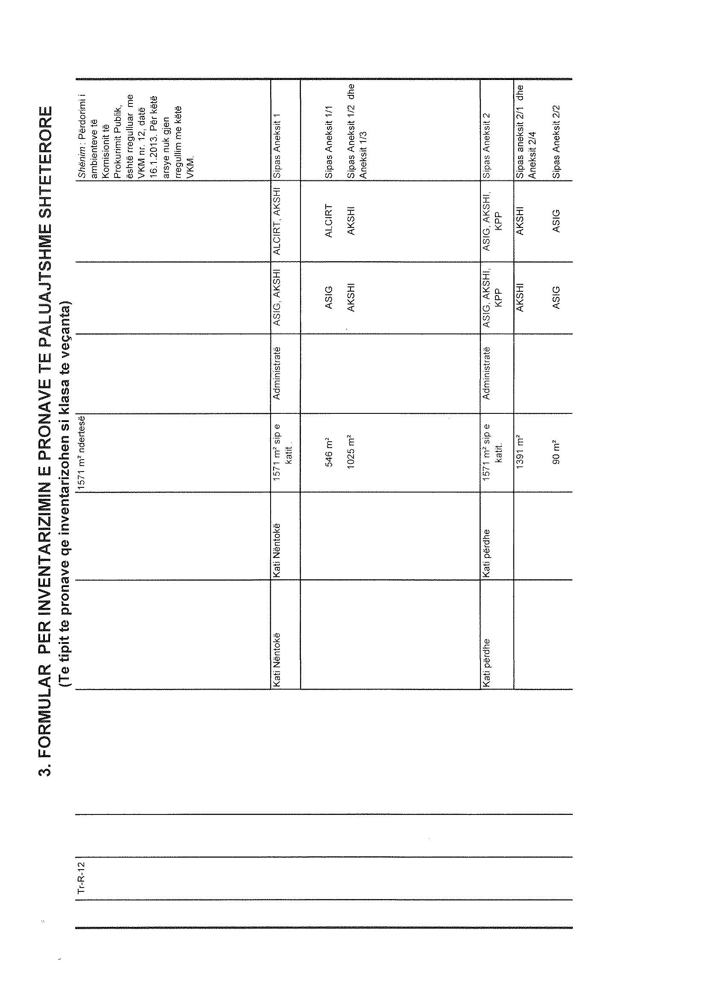 3. FORMULAR PER INVENTARIZIMIN E PRONAVE TE PALUAJTSHME SHTETERORE
(Te tipit te pronave qe inventarizohen si klasa te veçanta)
Tr-R-12
1571 m² ndertesë
Shënim : Përdorimi i
ambienteve të
Komisionit të
Prokurimit Publik,
është rregulluar me
VKM nr. 12, datë
16.1.2013. Për këtë
arsye nuk gjen
rregullim me këtë
VKM.
Kati Nëntokë
Kati Nëntokë
1571 m² sip e
katit .
Administratë
ASIG, AKSHI
ALCIRT, AKSHI
Sipas Aneksit 1
546 m²
ASIG
ALCIRT
Sipas Aneksit 1/1
1025 m²
AKSHI
AKSHI
Sipas Aneksit 1/2 dhe
Aneksit 1/3
Kati përdhe
Kati përdhe
1571 m² sip e
katit.
Administratë
ASIG, AKSHI,
KPP
ASIG, AKSHI,
KPP
Sipas Aneksit 2
1391 m²
AKSHI
AKSHI
Sipas aneksit 2/1 dhe
Aneksit 2/4
90 m²
ASIG
ASIG
Sipas Aneksit 2/2